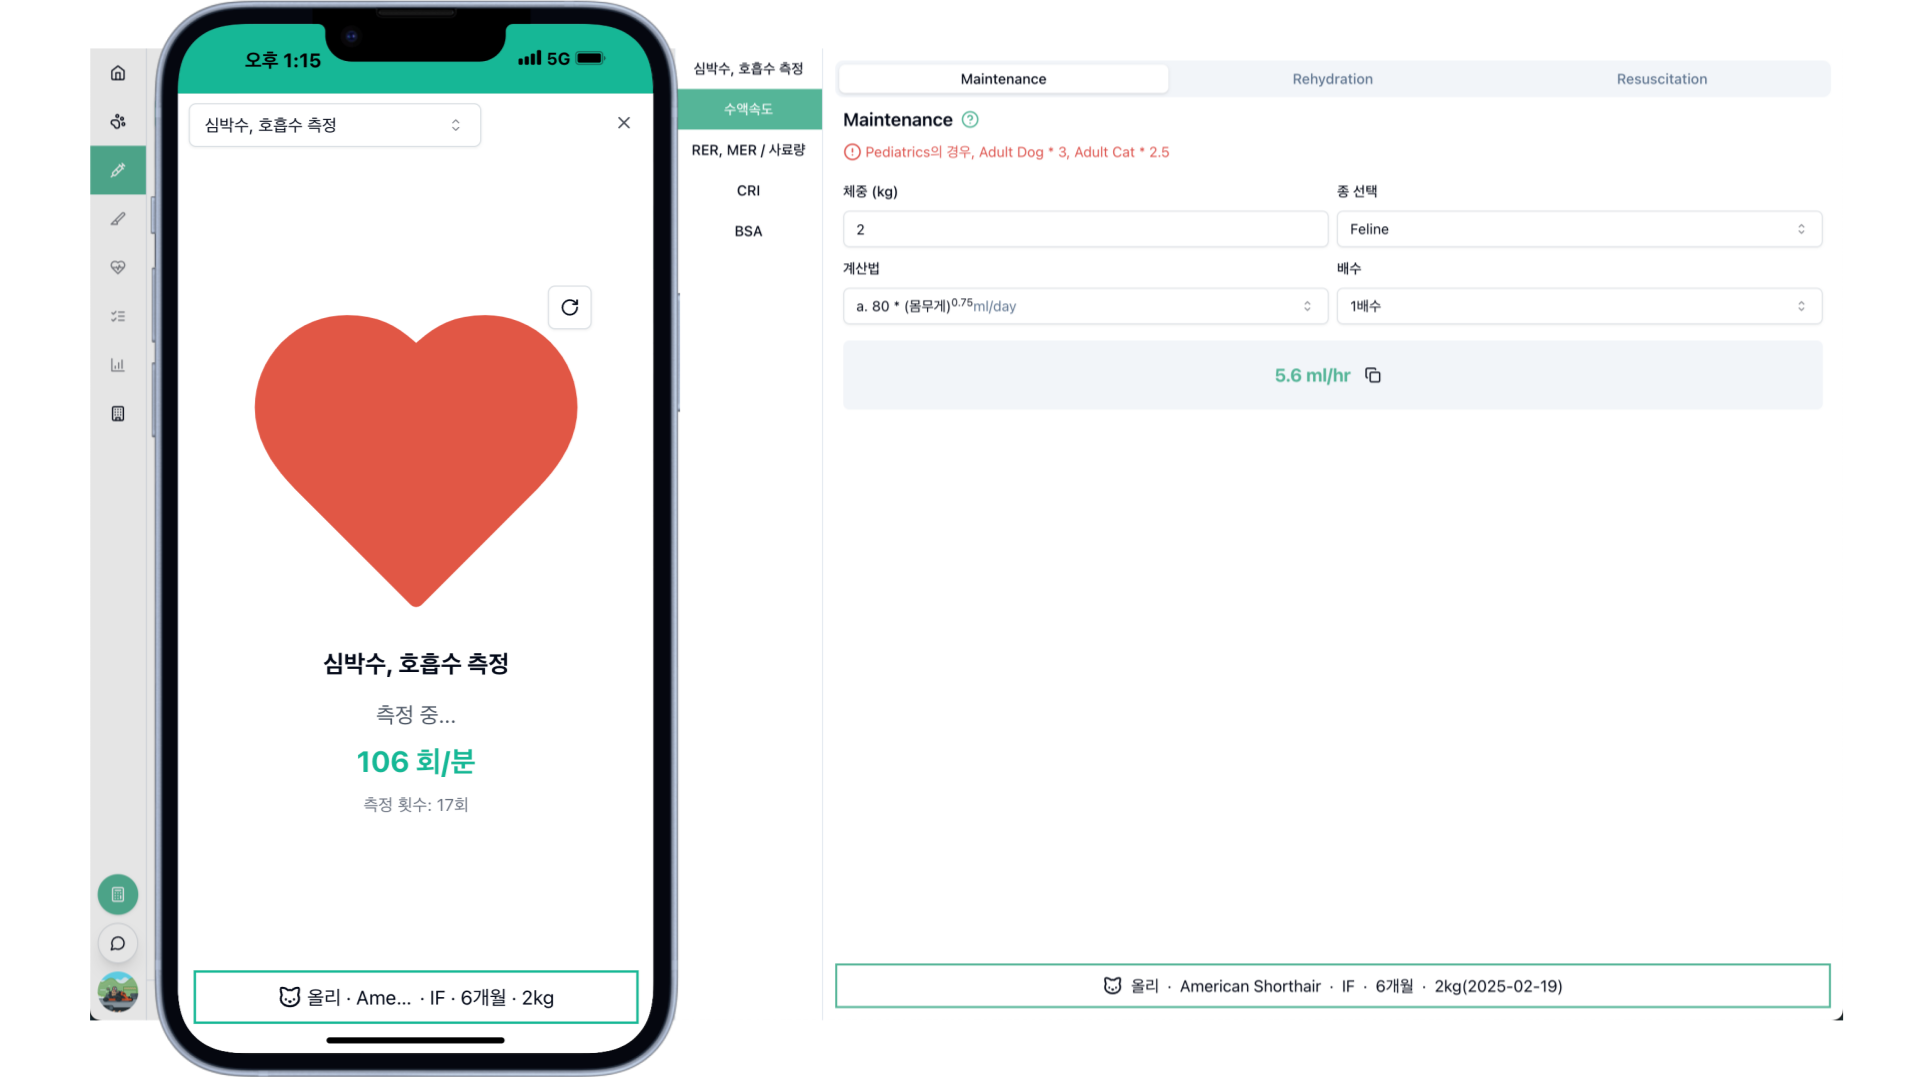 오후 1:15
5G
심박수, 호흡수 측정
심박수, 호흡수 측정
측정 중...
106 회/분
측정 횟수: 17회
올리 · Ame... · IF · 6개월 · 2kg
심박수, 호흡수 측정
수액속도
RER, MER / 사료량
CRI
BSA
Maintenance
Rehydration
Resuscitation
Maintenance
Pediatrics의 경우, Adult Dog * 3, Adult Cat * 2.5
체중 (kg)
종 선택
2
Feline
계산법
배수
a. 80 * (몸무게)^0.75 ml/day
1배수
5.6 ml/hr
올리 · American Shorthair · IF · 6개월 · 2kg(2025-02-19)